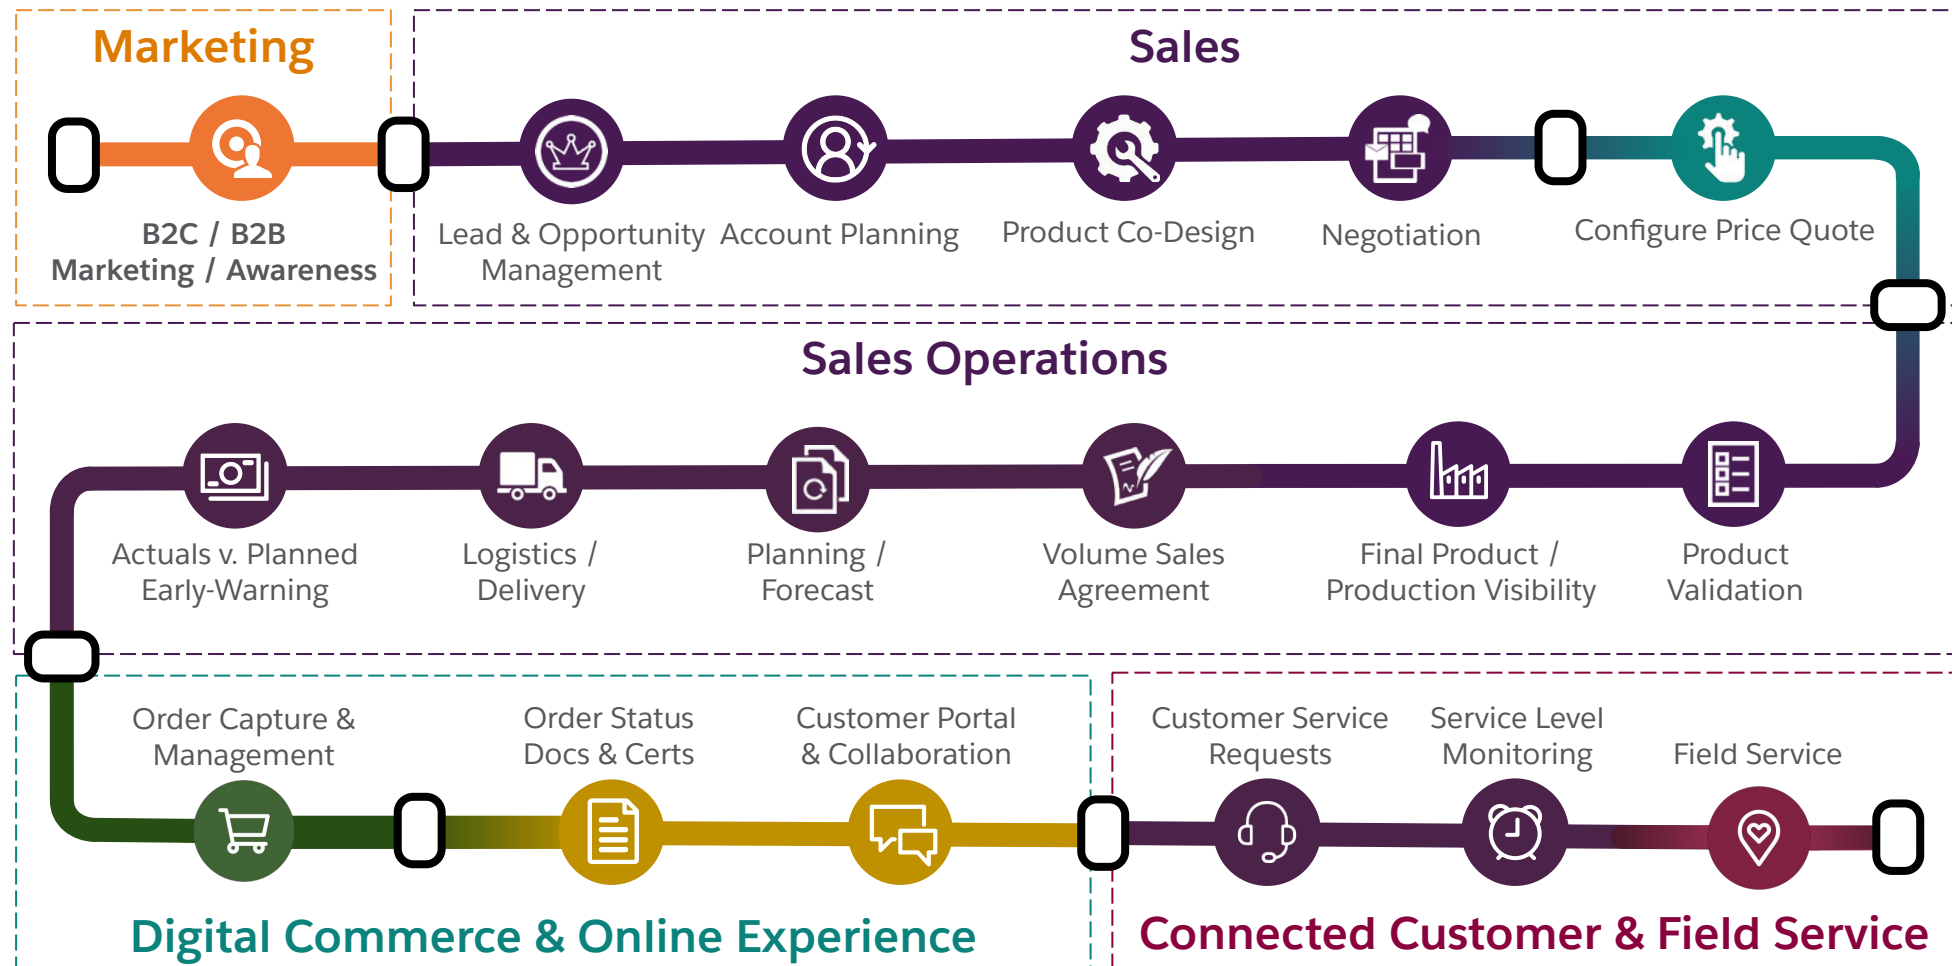 Marketing
B2C / B2B
Marketing / Awareness
Sales
Lead & Opportunity
Management
Account Planning
Product Co-Design
Negotiation
Configure Price Quote
Sales Operations
Actuals v. Planned
Early-Warning
Logistics /
Delivery
Planning /
Forecast
Volume Sales
Agreement
Final Product /
Production Visibility
Product
Validation
Order Capture &
Management
Order Status
Docs & Certs
Customer Portal
& Collaboration
Digital Commerce & Online Experience
Customer Service
Requests
Service Level
Monitoring
Field Service
Connected Customer & Field Service